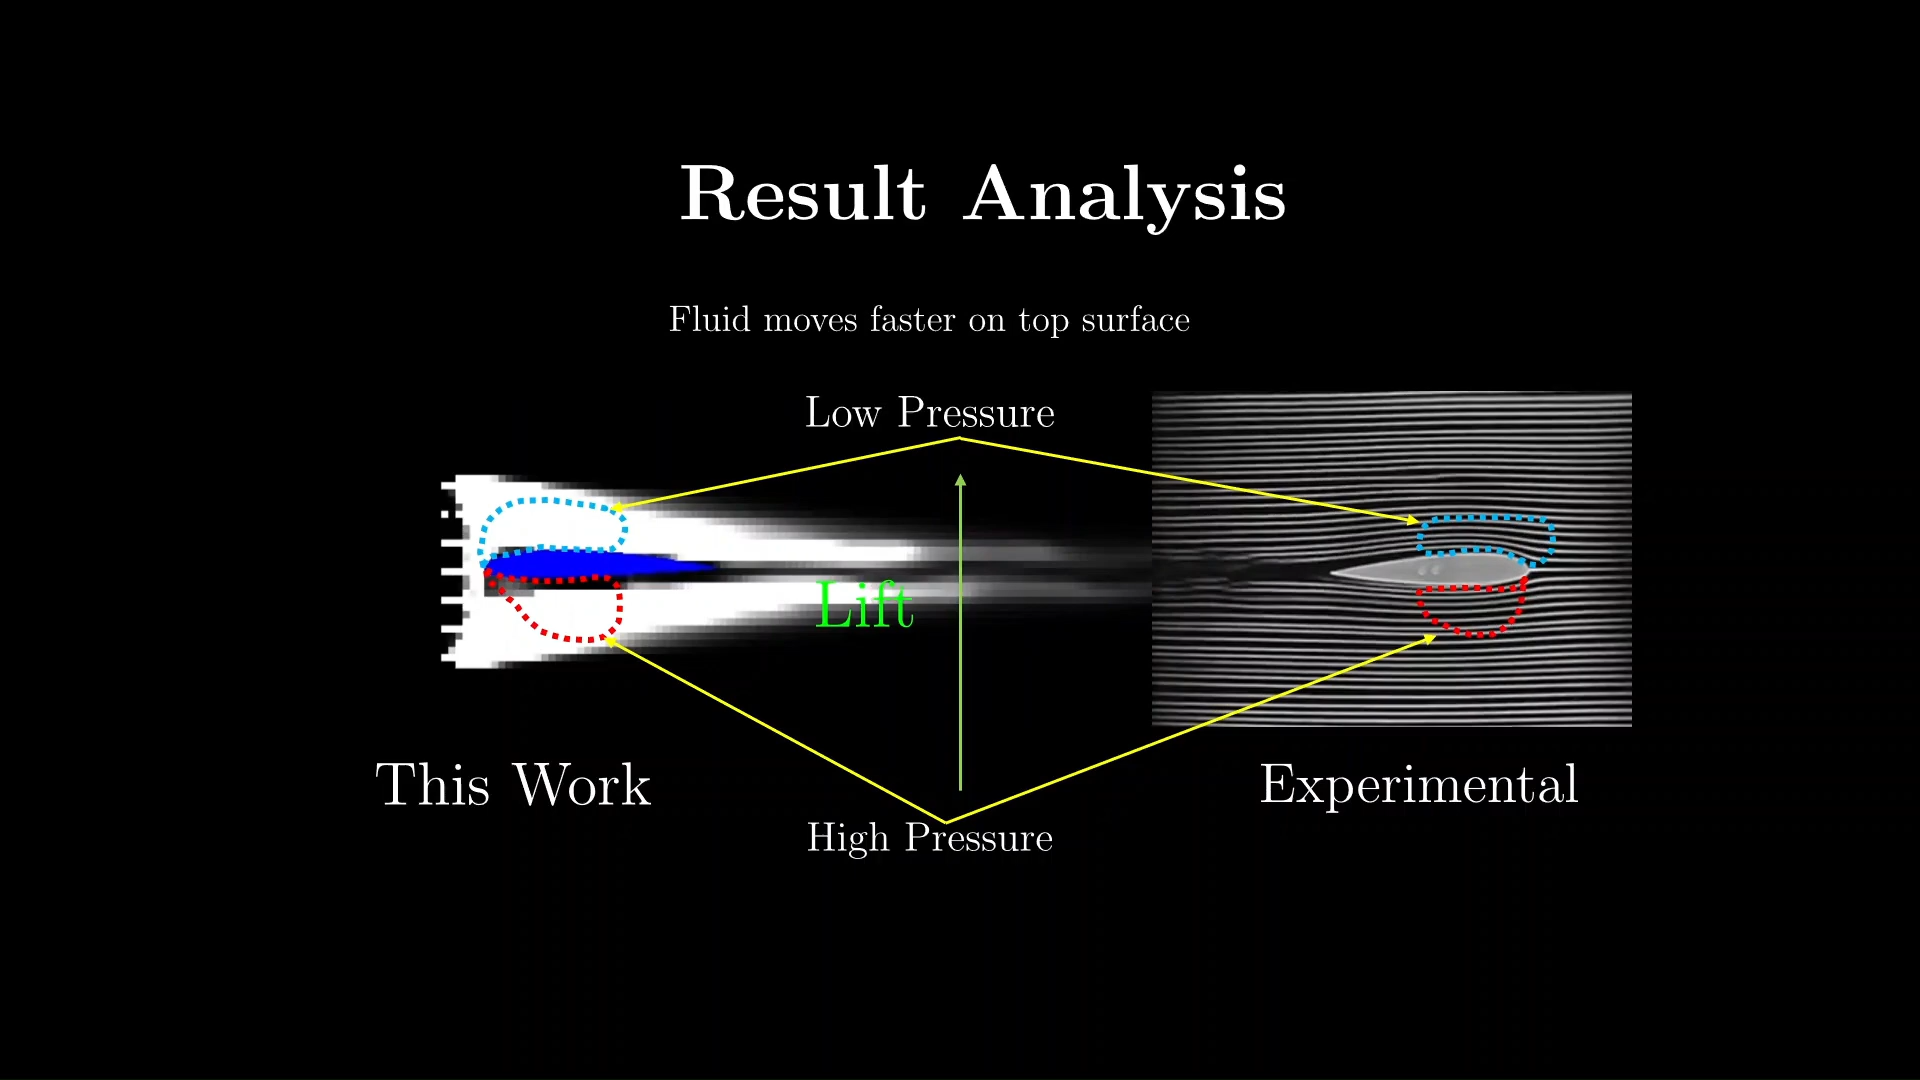 Result Analysis
Fluid moves faster on top surface
Low Pressure
Lift
This Work
Experimental
High Pressure